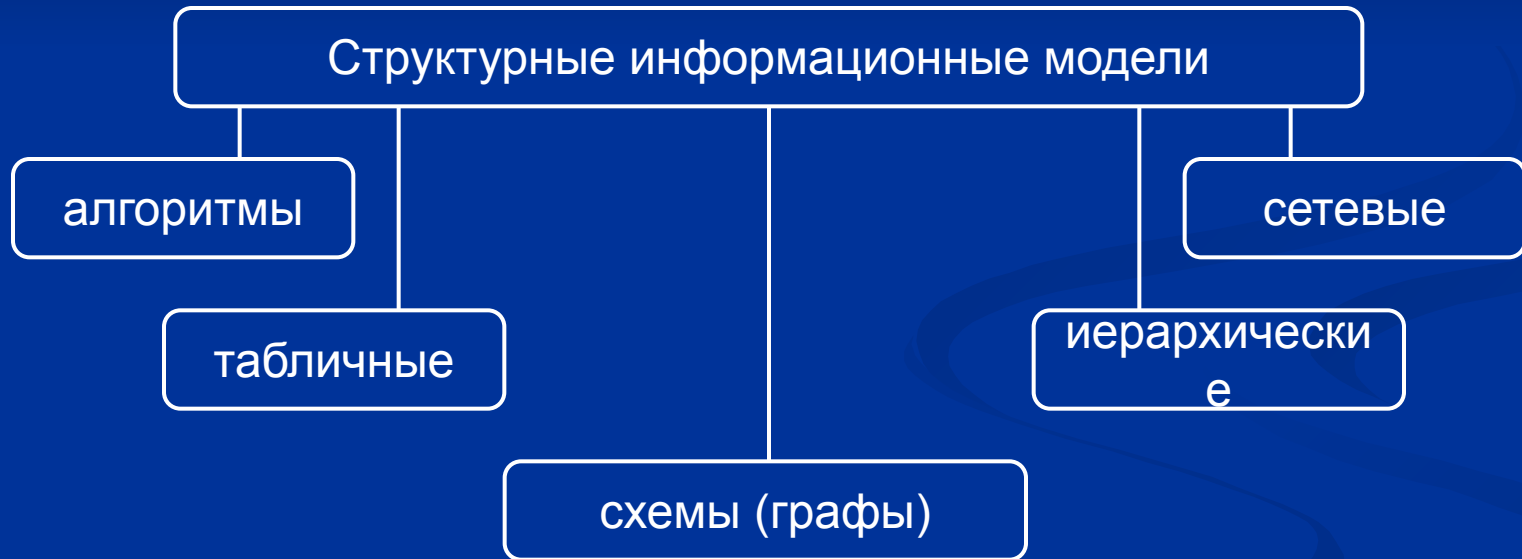 Структурные информационные модели
алгоритмы
сетевые
табличные
иерархически
е
схемы (графы)